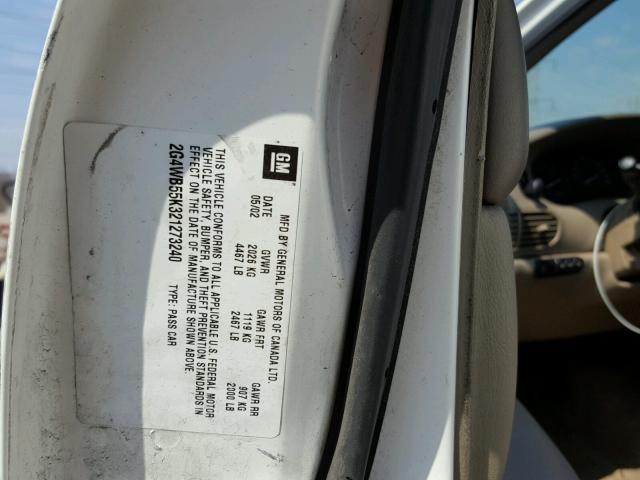 GM
MFD BY GENERAL MOTORS OF CANADA LTD.
DATE GVWR GAWR FRT GAWR RR
05/02 2026 KG 1119 KG 907 KG
4467 LB 2467 LB 2000 LB
THIS VEHICLE CONFORMS TO ALL APPLICABLE U.S. FEDERAL MOTOR
VEHICLE SAFETY, BUMPER, AND THEFT PREVENTION STANDARDS IN
EFFECT ON THE DATE OF MANUFACTURE SHOWN ABOVE.
2G4WB55K321273240 TYPE: PASS CAR